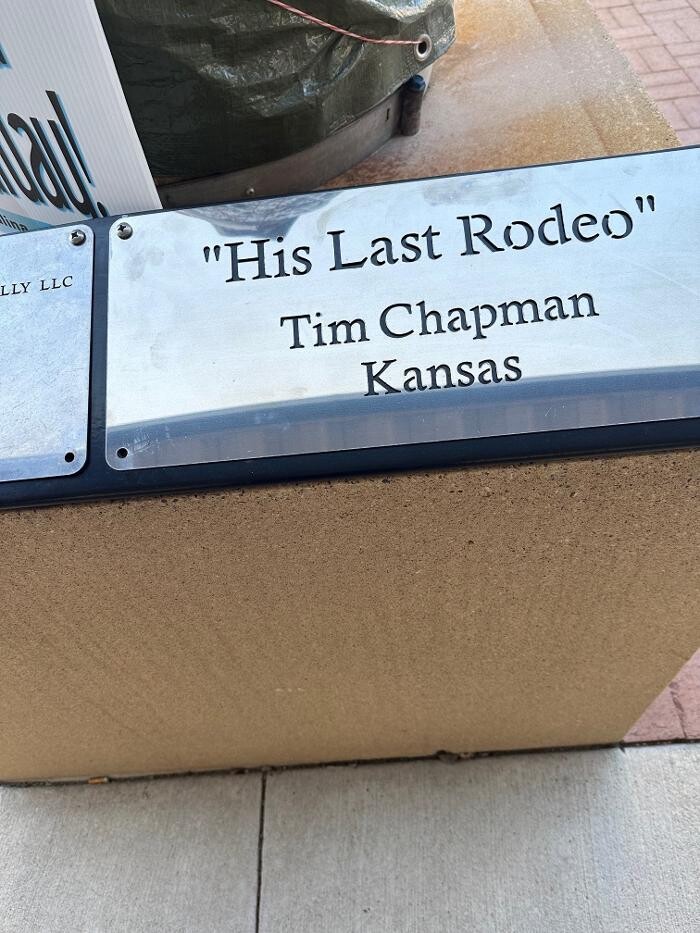 LLY LLC
"His Last Rodeo"
Tim Chapman
Kansas